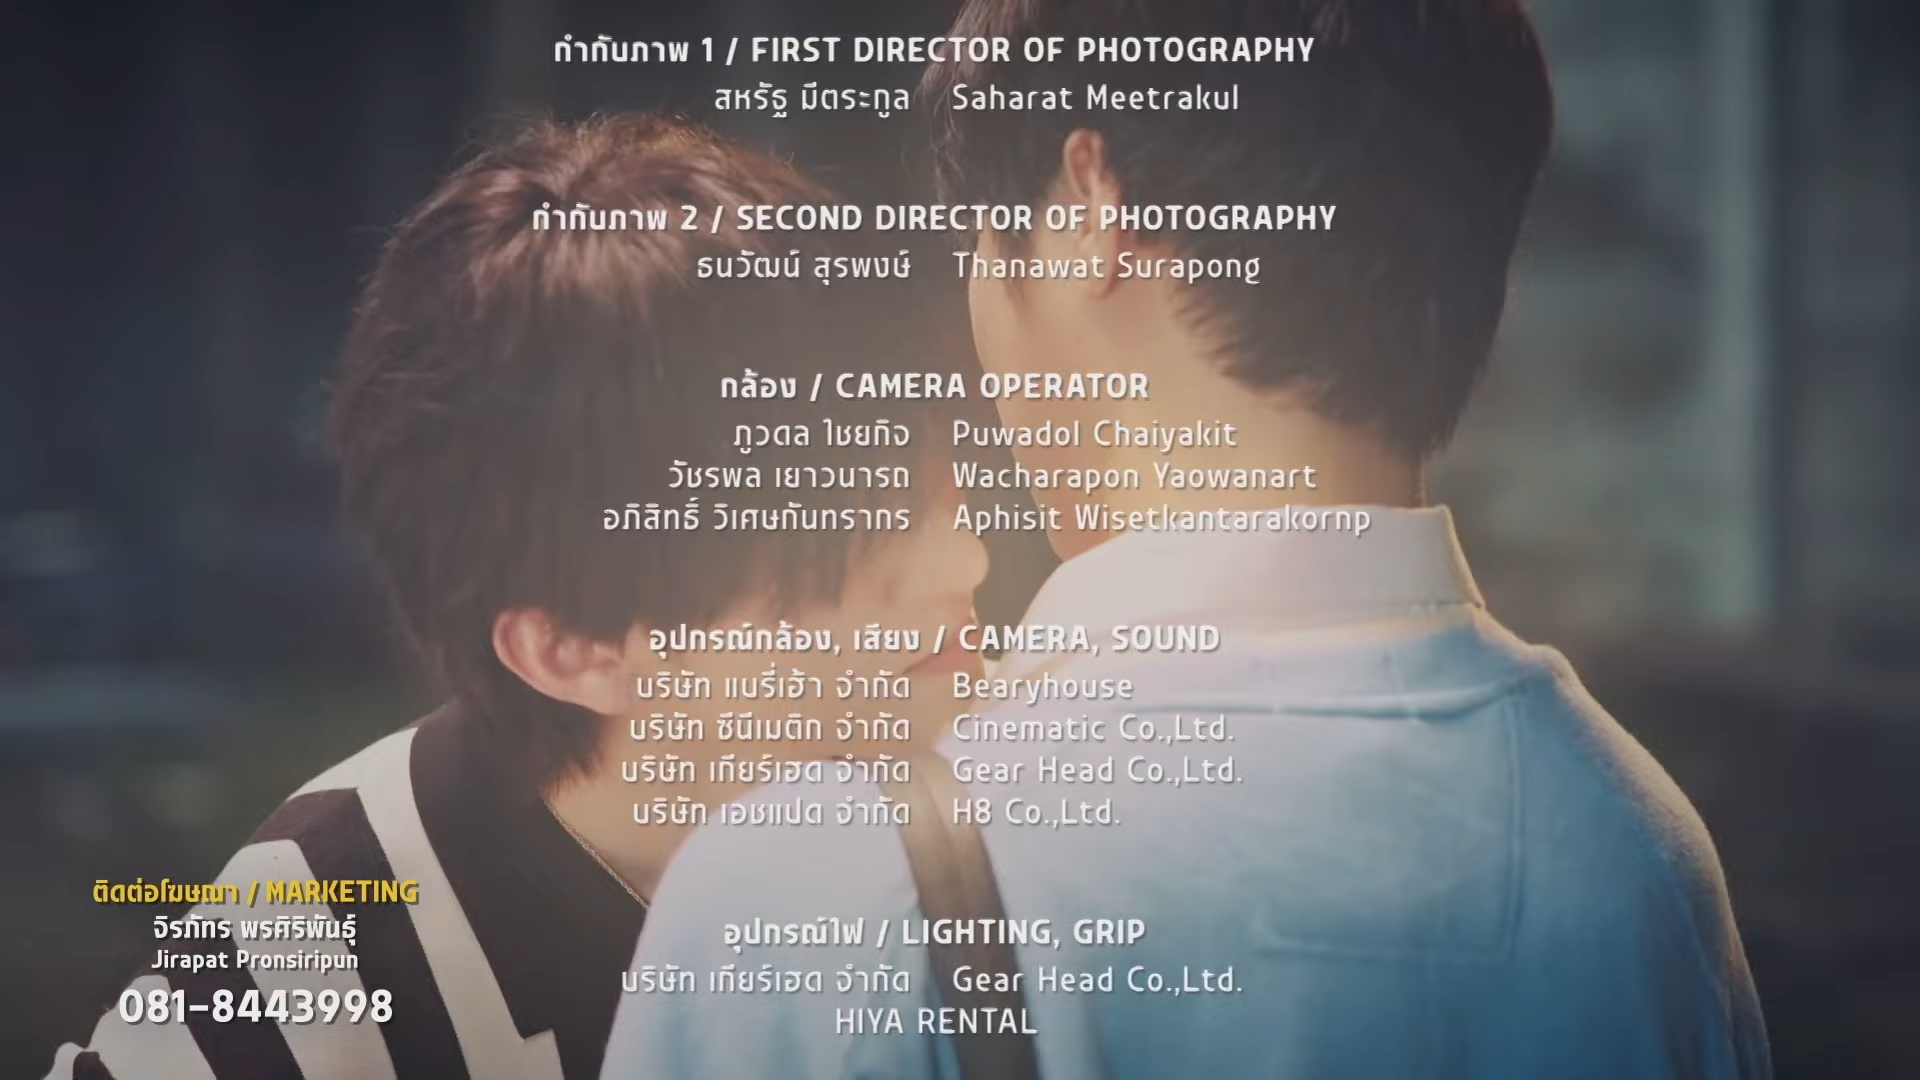 กำกับภาพ 1 / FIRST DIRECTOR OF PHOTOGRAPHY
สหรัฐ มีตระกูล Saharat Meetrakul
กำกับภาพ 2 / SECOND DIRECTOR OF PHOTOGRAPHY
ธนวัฒน์ สุรพงษ์ Thanawat Surapong
กล้อง / CAMERA OPERATOR
ภูวดล ไชยกิจ Puwadol Chaiyakit
วัชรพล เยาวนารถ Wacharapon Yaowanart
อภิสิทธิ์ วิเศษกันทรากร Aphisit Wisetkantarakornp
อุปกรณ์กล้อง, เสียง / CAMERA, SOUND
บริษัท แบรี่เฮ้า จำกัด Bearyhouse
บริษัท ซีนีเมติก จำกัด Cinematic Co.,Ltd.
บริษัท เกียร์เฮด จำกัด Gear Head Co.,Ltd.
บริษัท เอชแปด จำกัด H8 Co.,Ltd.
อุปกรณ์ไฟ / LIGHTING, GRIP
บริษัท เกียร์เฮด จำกัด Gear Head Co.,Ltd.
HIYA RENTAL
ติดต่อโฆษณา / MARKETING
จิรภัทร พรศิริพันธุ์
Jirapat Pronsiripun
081-8443998